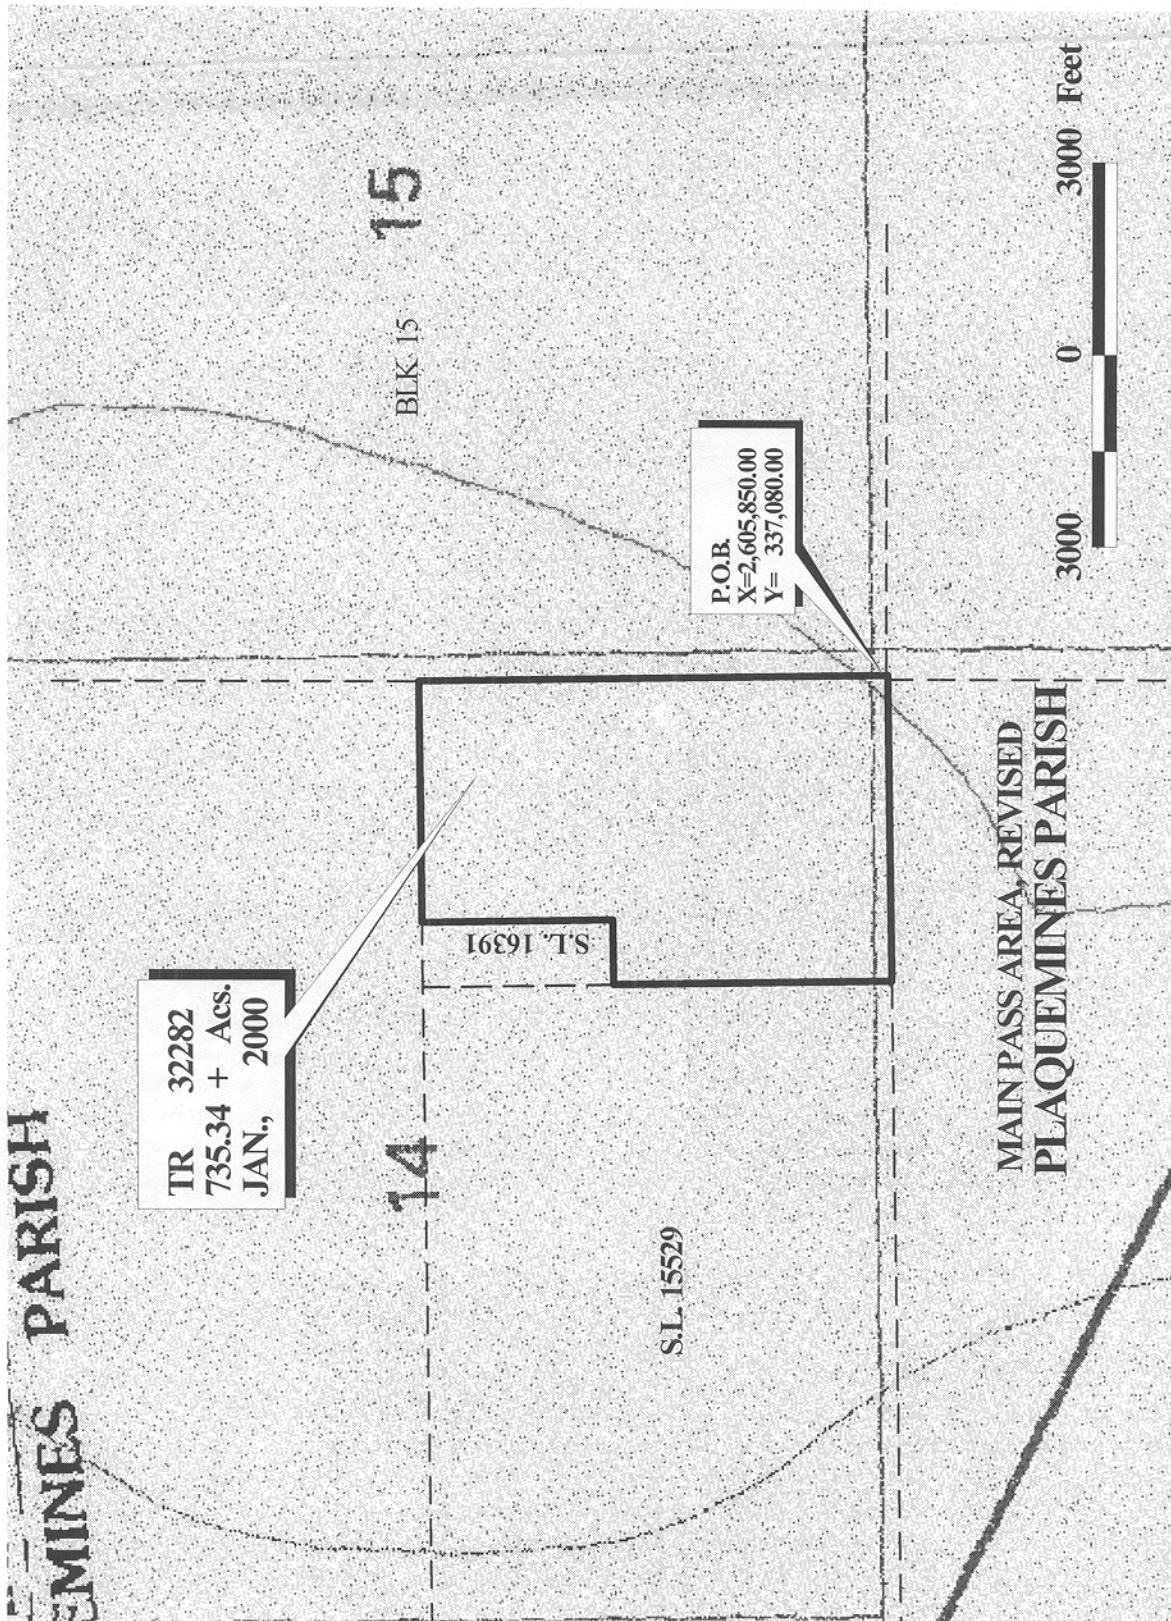 EMINES PARISH
TR 32282
735.34 + Acs.
JAN., 2000
14
15
BLK 15
S.L. 16391
S.L. 15529
P.O.B.
X=2,605,850.00
Y= 337,080.00
MAIN PASS AREA, REVISED
PLAQUEMINES PARISH
3000 0 3000 Feet